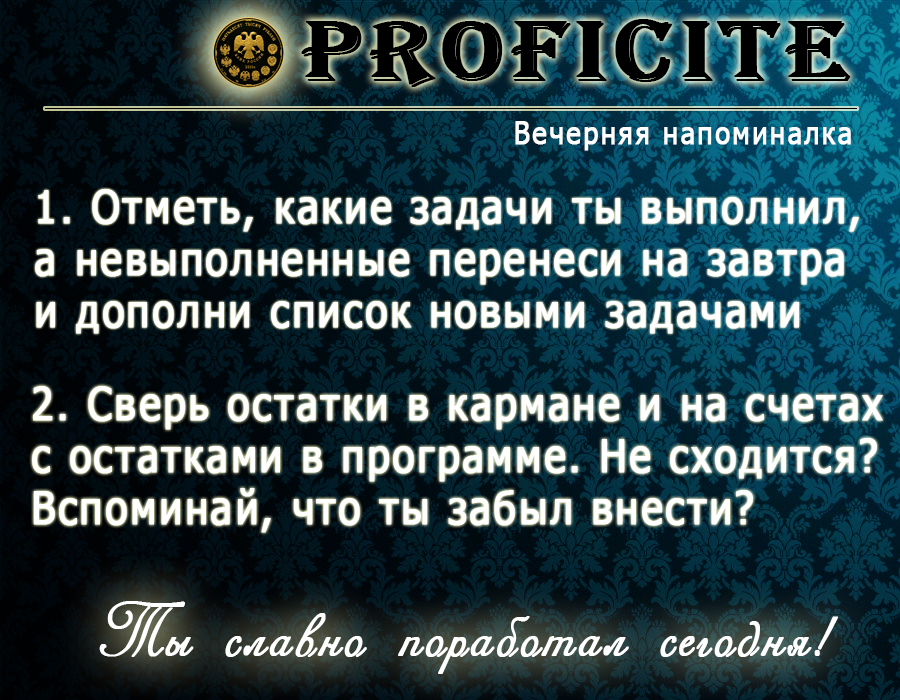 PROFICITE
Вечерняя напоминалка
1. Отметь, какие задачи ты выполнил,
а невыполненные перенеси на завтра
и дополни список новыми задачами
2. Сверь остатки в кармане и на счетах
с остатками в программе. Не сходится?
Вспоминай, что ты забыл внести?
Ты славно поработал сегодня!